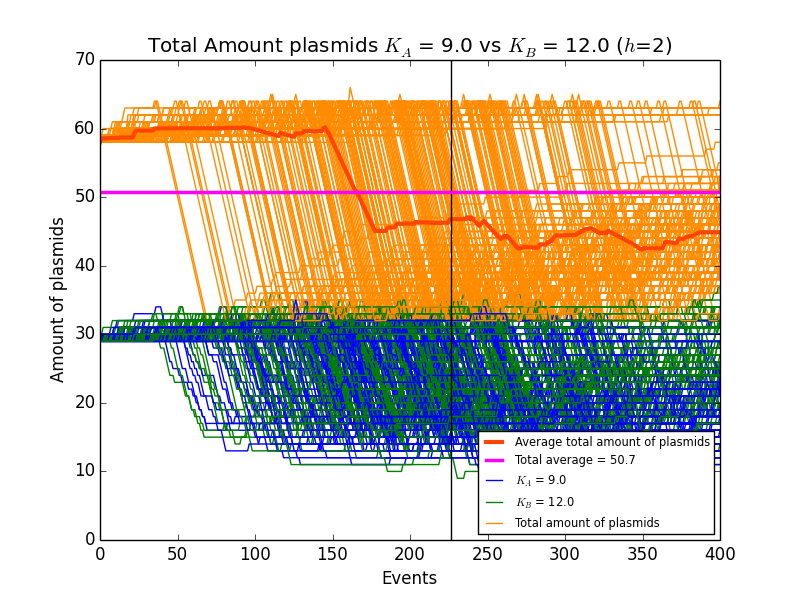 Total Amount plasmids K_A = 9.0 vs K_B = 12.0 (h=2)
70
60
50
40
30
20
10
0
Amount of plasmids
Average total amount of plasmids
Total average = 50.7
K_A = 9.0
K_B = 12.0
Total amount of plasmids
0 50 100 150 200 250 300 350 400
Events